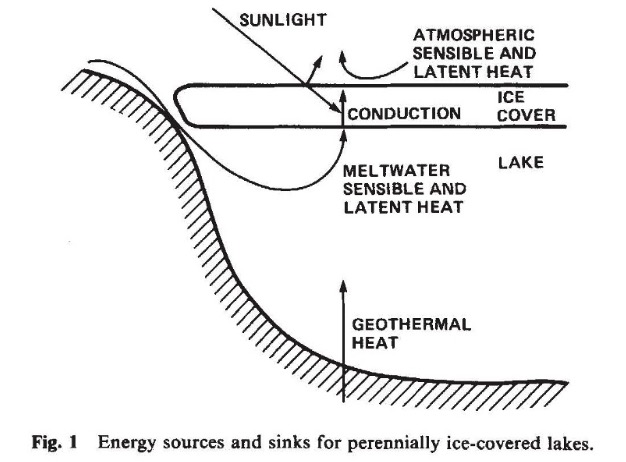 SUNLIGHT
ATMOSPHERIC
SENSIBLE AND
LATENT HEAT
ICE
COVER
CONDUCTION
LAKE
MELTWATER
SENSIBLE AND
LATENT HEAT
GEOTHERMAL
HEAT
Fig. 1 Energy sources and sinks for perennially ice-covered lakes.